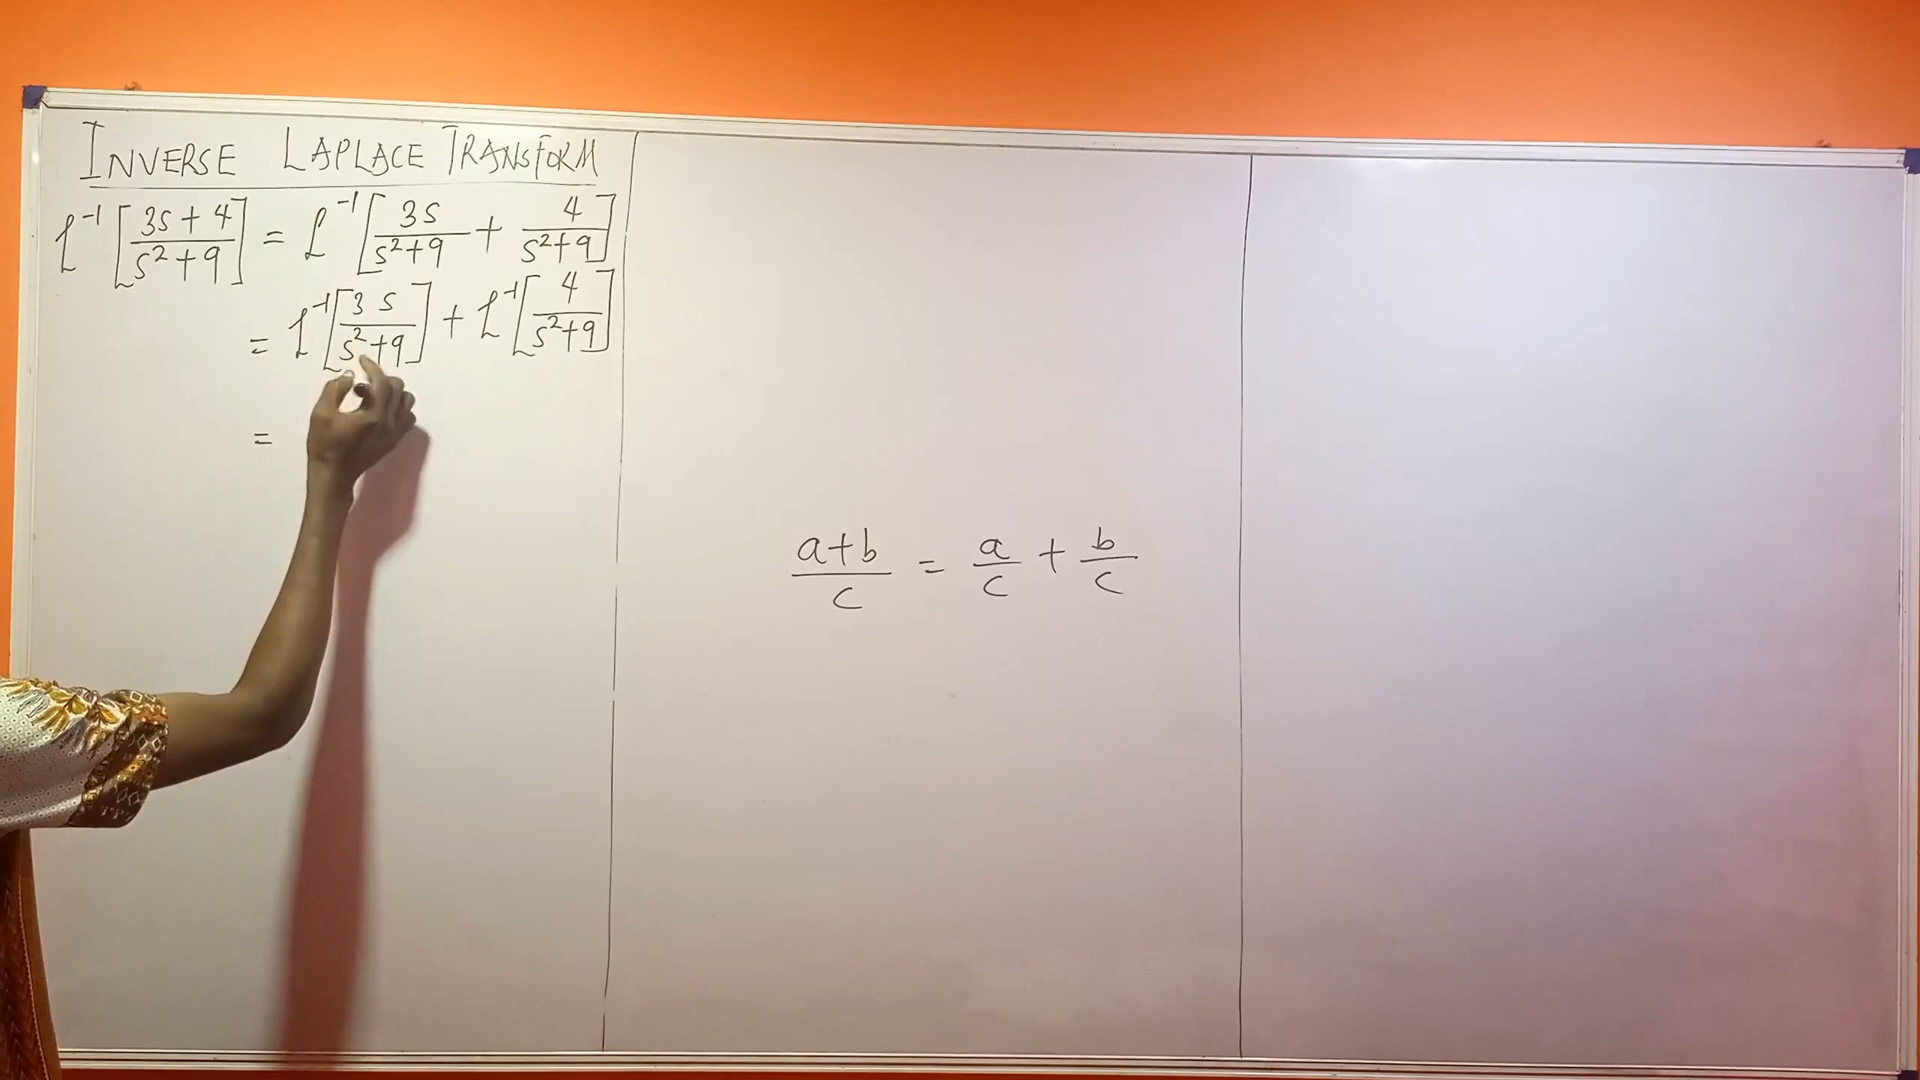 INVERSE LAPLACE TRANSFORM
ℒ⁻¹[(3s + 4)/(s² + 9)] = ℒ⁻¹[3s/(s² + 9) + 4/(s² + 9)]
= ℒ⁻¹[3s/(s² + 9)] + ℒ⁻¹[4/(s² + 9)]
=
(a+b)/c = a/c + b/c